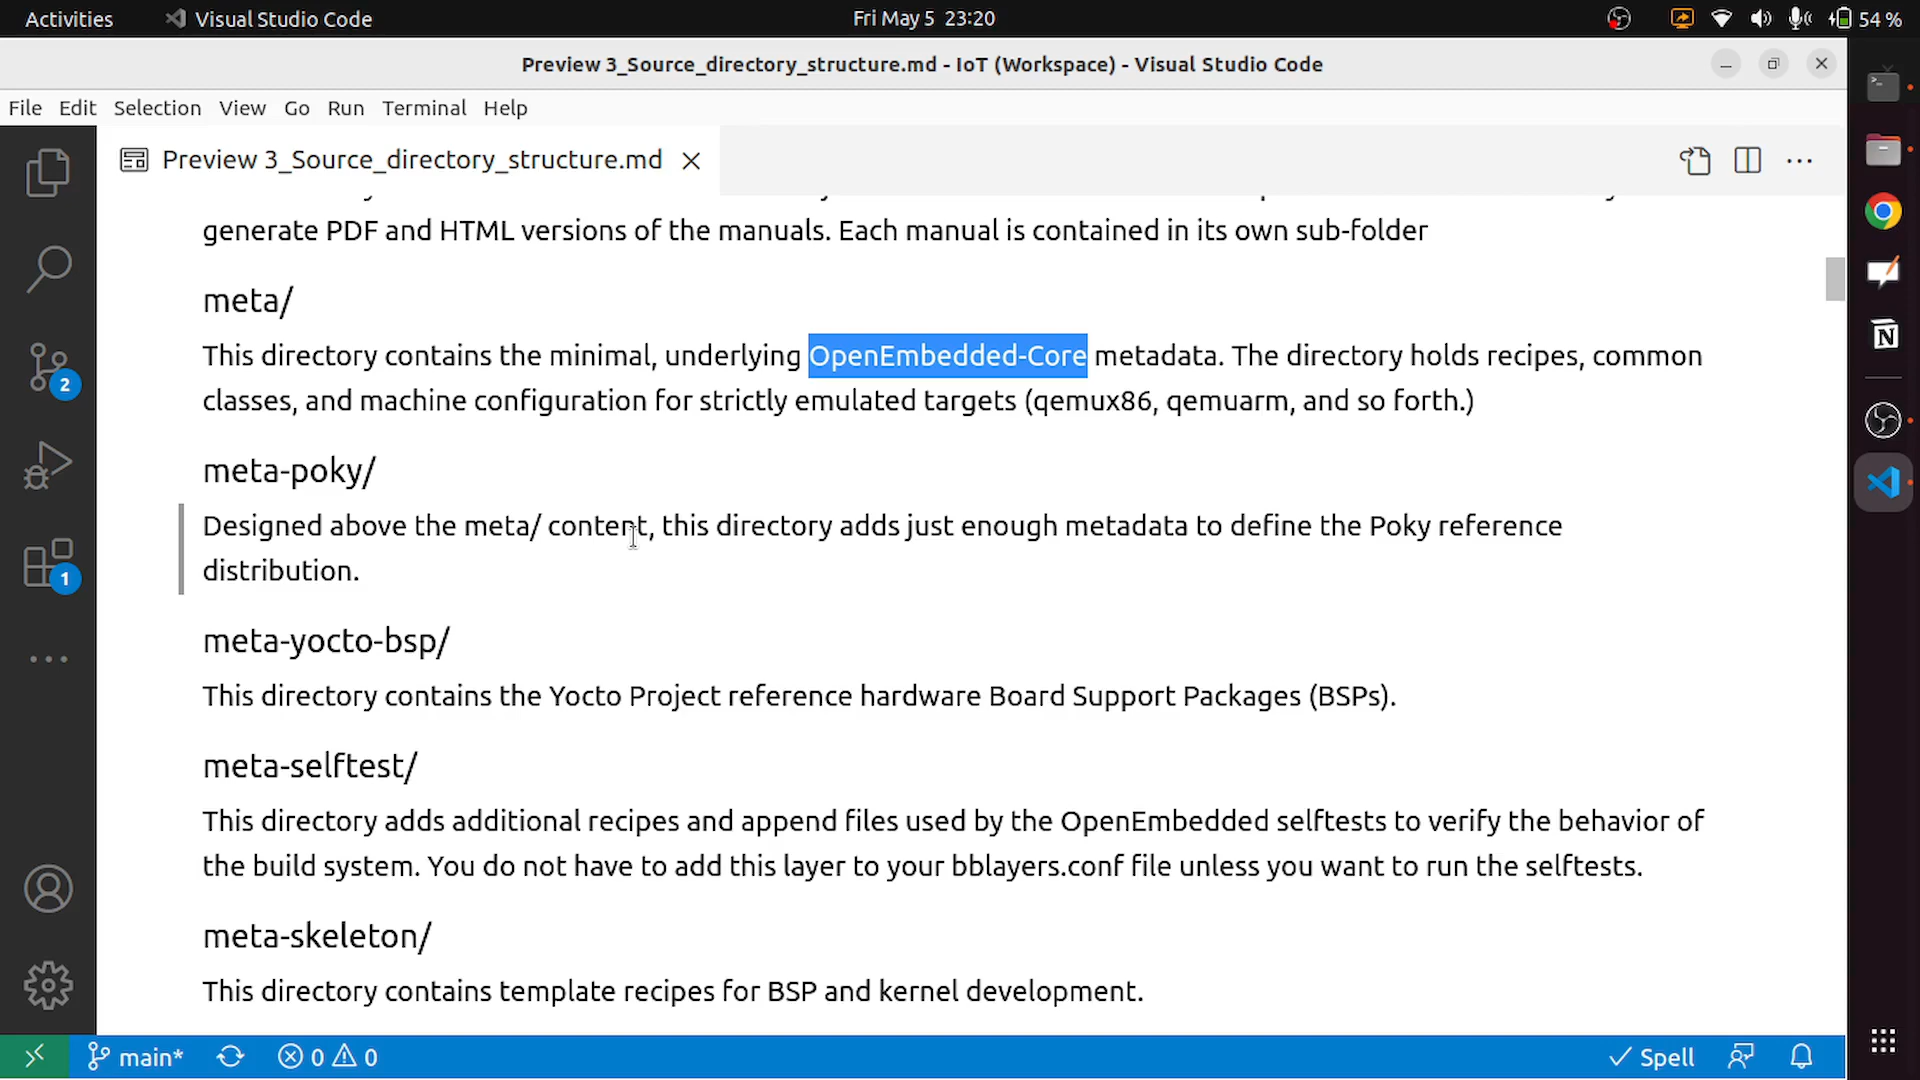 Activities
Visual Studio Code
Fri May 5 23:20
54 %
Preview 3_Source_directory_structure.md - IoT (Workspace) - Visual Studio Code
File Edit Selection View Go Run Terminal Help
Preview 3_Source_directory_structure.md
generate PDF and HTML versions of the manuals. Each manual is contained in its own sub-folder
meta/
This directory contains the minimal, underlying OpenEmbedded-Core metadata. The directory holds recipes, common
classes, and machine configuration for strictly emulated targets (qemux86, qemuarm, and so forth.)
meta-poky/
Designed above the meta/ content, this directory adds just enough metadata to define the Poky reference
distribution.
meta-yocto-bsp/
This directory contains the Yocto Project reference hardware Board Support Packages (BSPs).
meta-selftest/
This directory adds additional recipes and append files used by the OpenEmbedded selftests to verify the behavior of
the build system. You do not have to add this layer to your bblayers.conf file unless you want to run the selftests.
meta-skeleton/
This directory contains template recipes for BSP and kernel development.
2
1
main*
0
0
Spell